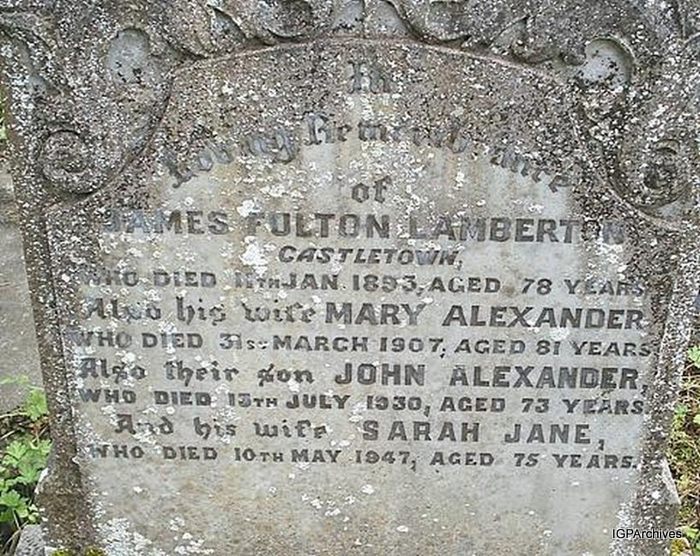 In
Loving Remembrance
of
JAMES FULTON LAMBERTON
CASTLETOWN,
WHO DIED 11TH JAN. 1893, AGED 78 YEARS
Also his wife MARY ALEXANDER
WHO DIED 31ST MARCH 1907, AGED 81 YEARS
Also their son JOHN ALEXANDER,
WHO DIED 13TH JULY 1930, AGED 73 YEARS.
And his wife SARAH JANE,
WHO DIED 10TH MAY 1947, AGED 75 YEARS.
IGPArchives